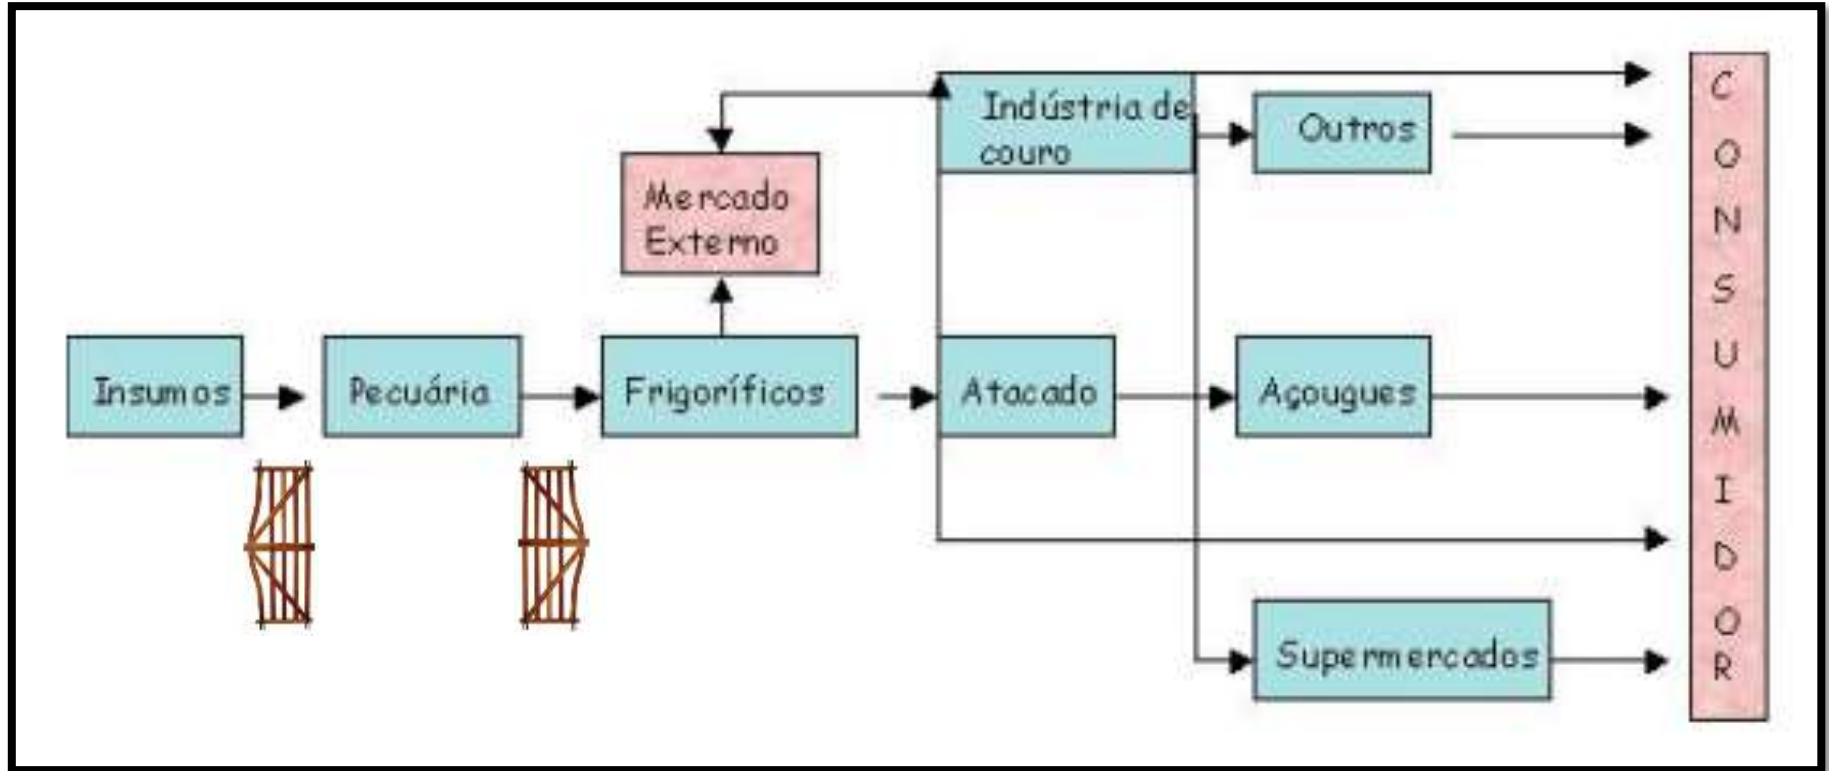 Indústria de
couro
Outros
Mercado
Externo
Insumos
Pecuária
Frigoríficos
Atacado
Açougues
Supermercados
C
O
N
S
U
M
I
D
O
R